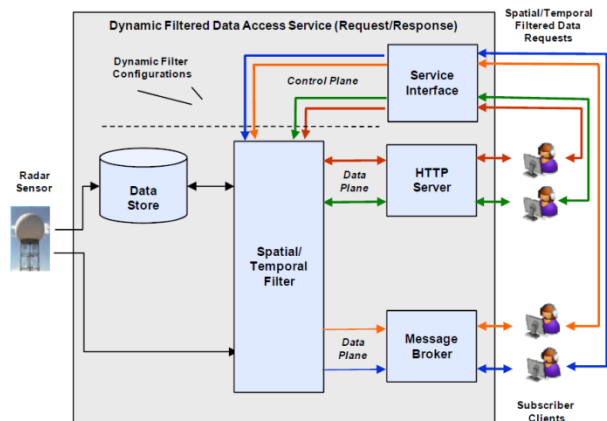 Dynamic Filtered Data Access Service (Request/Response)
Spatial/Temporal
Filtered Data
Requests
Dynamic Filter
Configurations
Control Plane
Service
Interface
Radar
Sensor
Data
Store
Spatial/
Temporal
Filter
Data
Plane
HTTP
Server
Data
Plane
Message
Broker
Subscriber
Clients